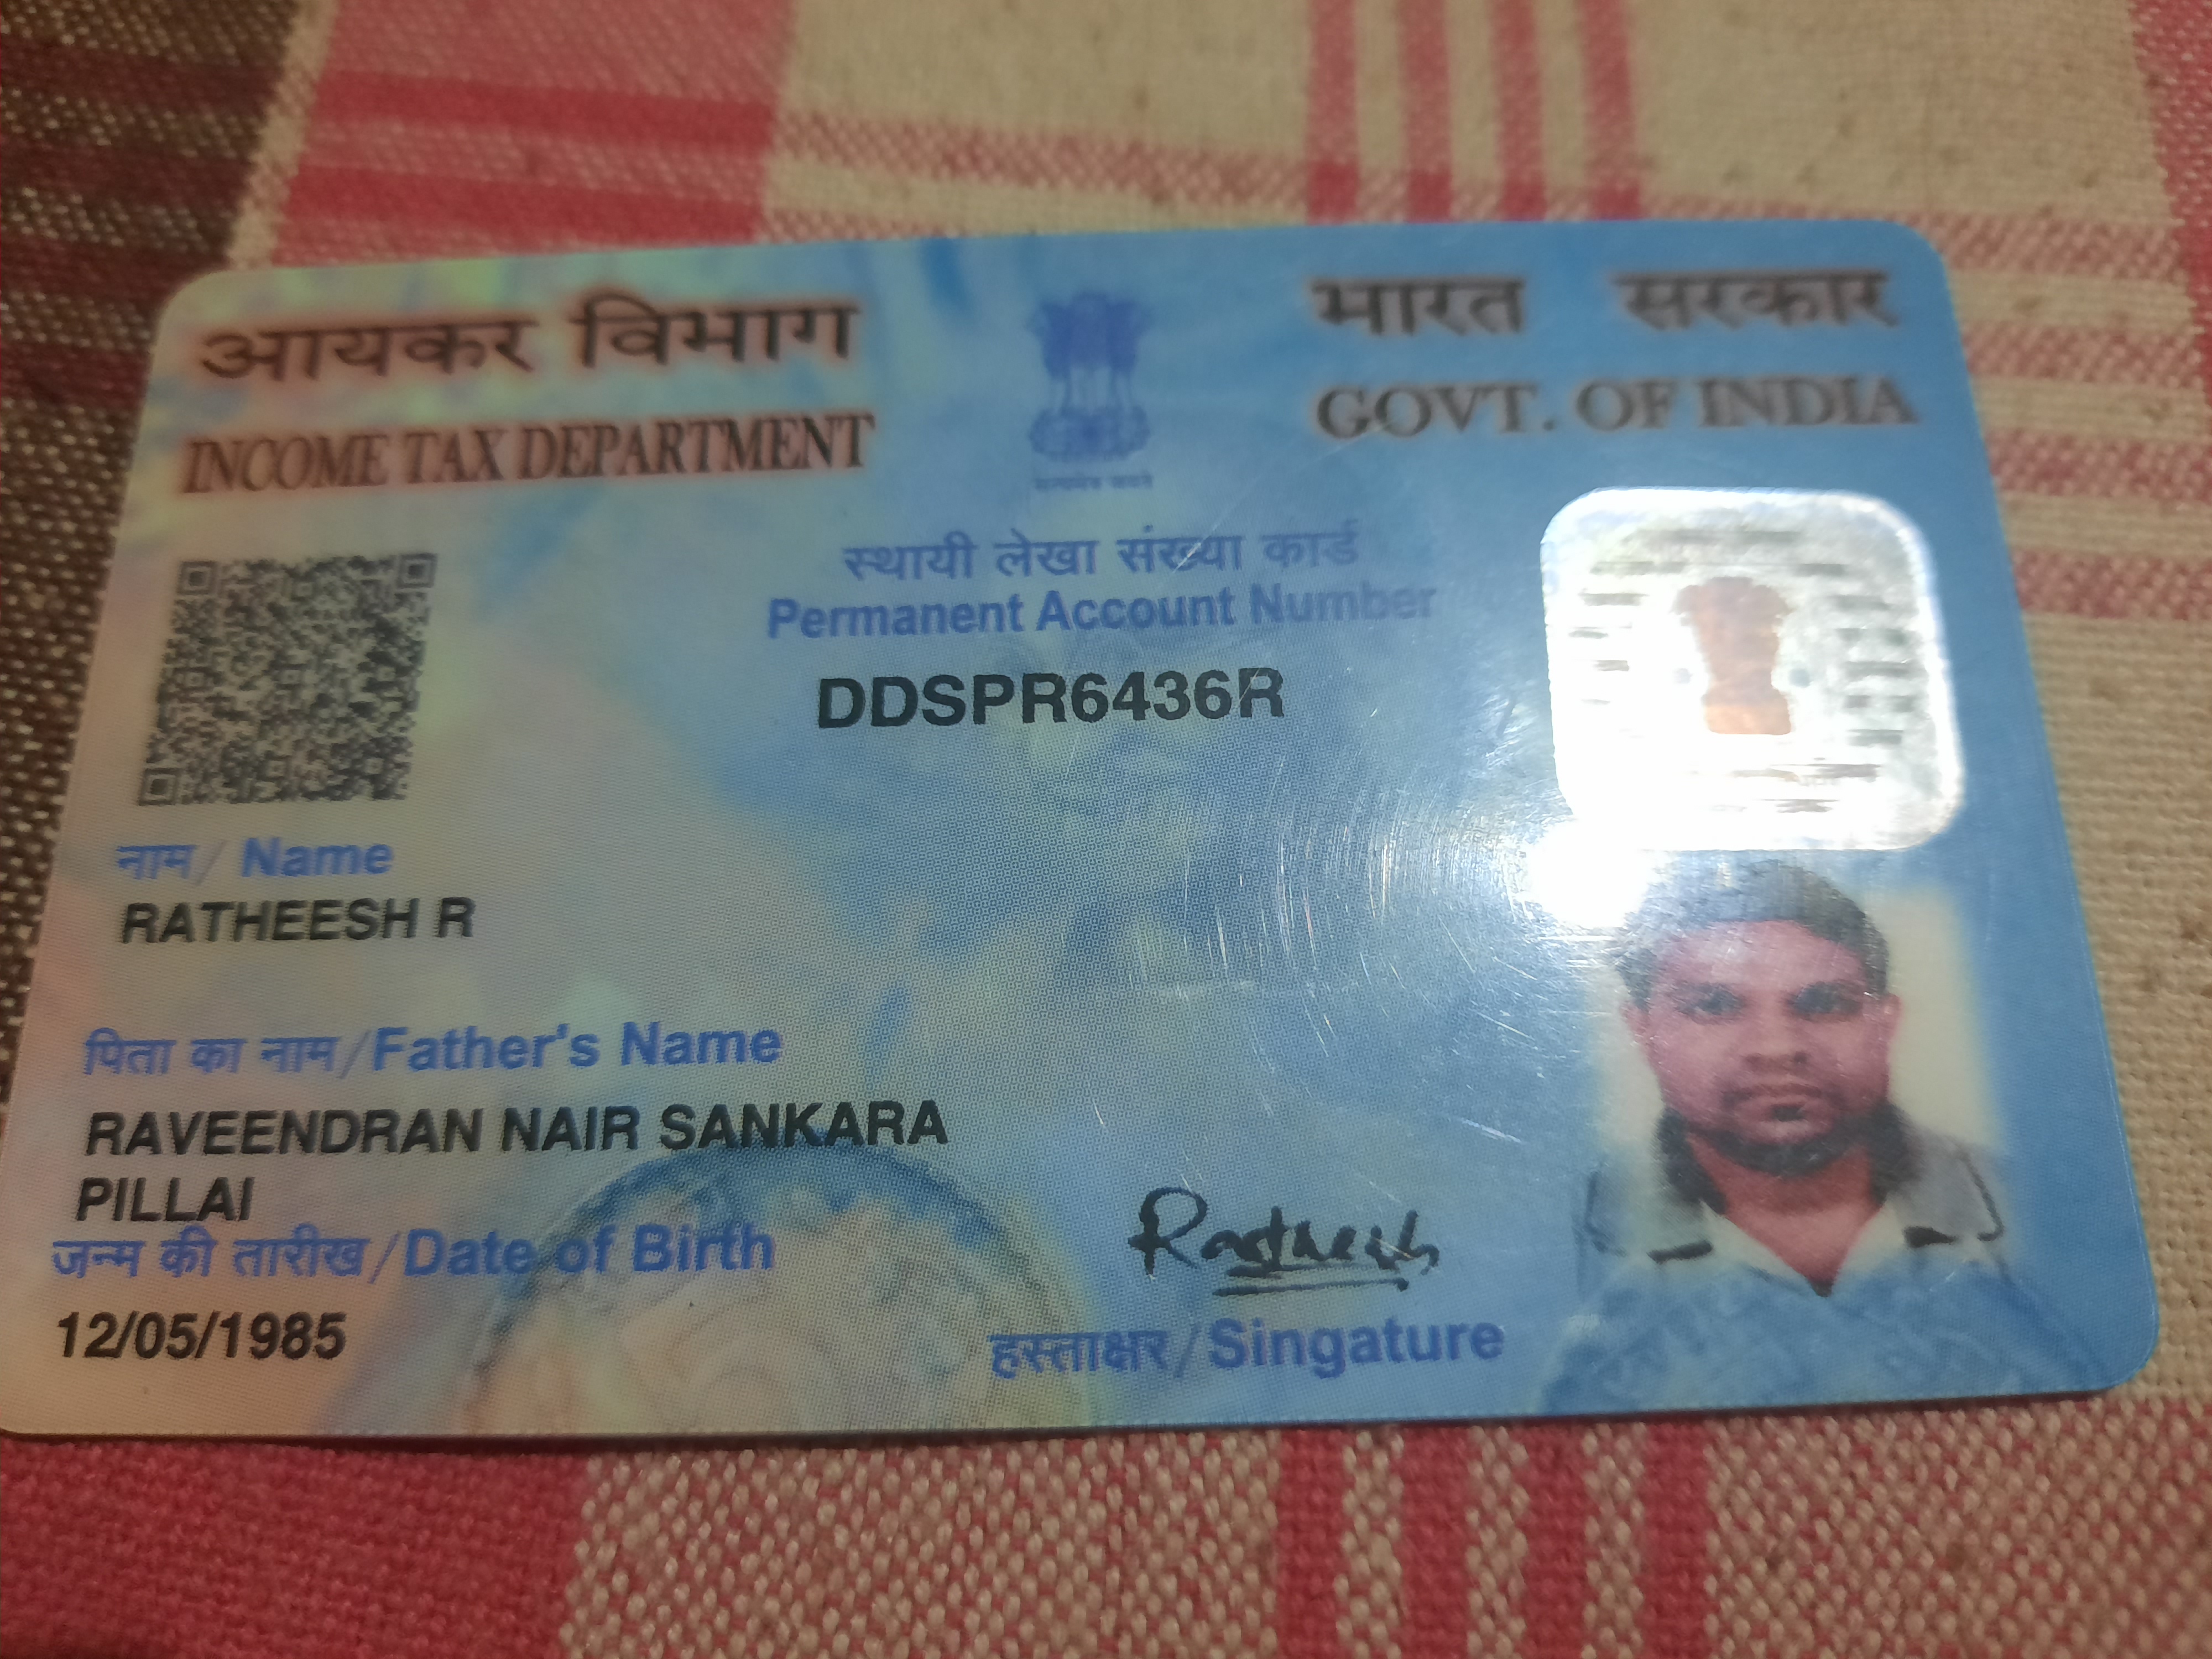 आयकर विभाग
INCOME TAX DEPARTMENT
भारत सरकार
GOVT. OF INDIA
स्थायी लेखा संख्या कार्ड
Permanent Account Number
DDSPR6436R
नाम / Name
RATHEESH R
पिता का नाम/Father's Name
RAVEENDRAN NAIR SANKARA
PILLAI
जन्म की तारीख/Date of Birth
12/05/1985
Ratheesh
हस्ताक्षर/Siingature